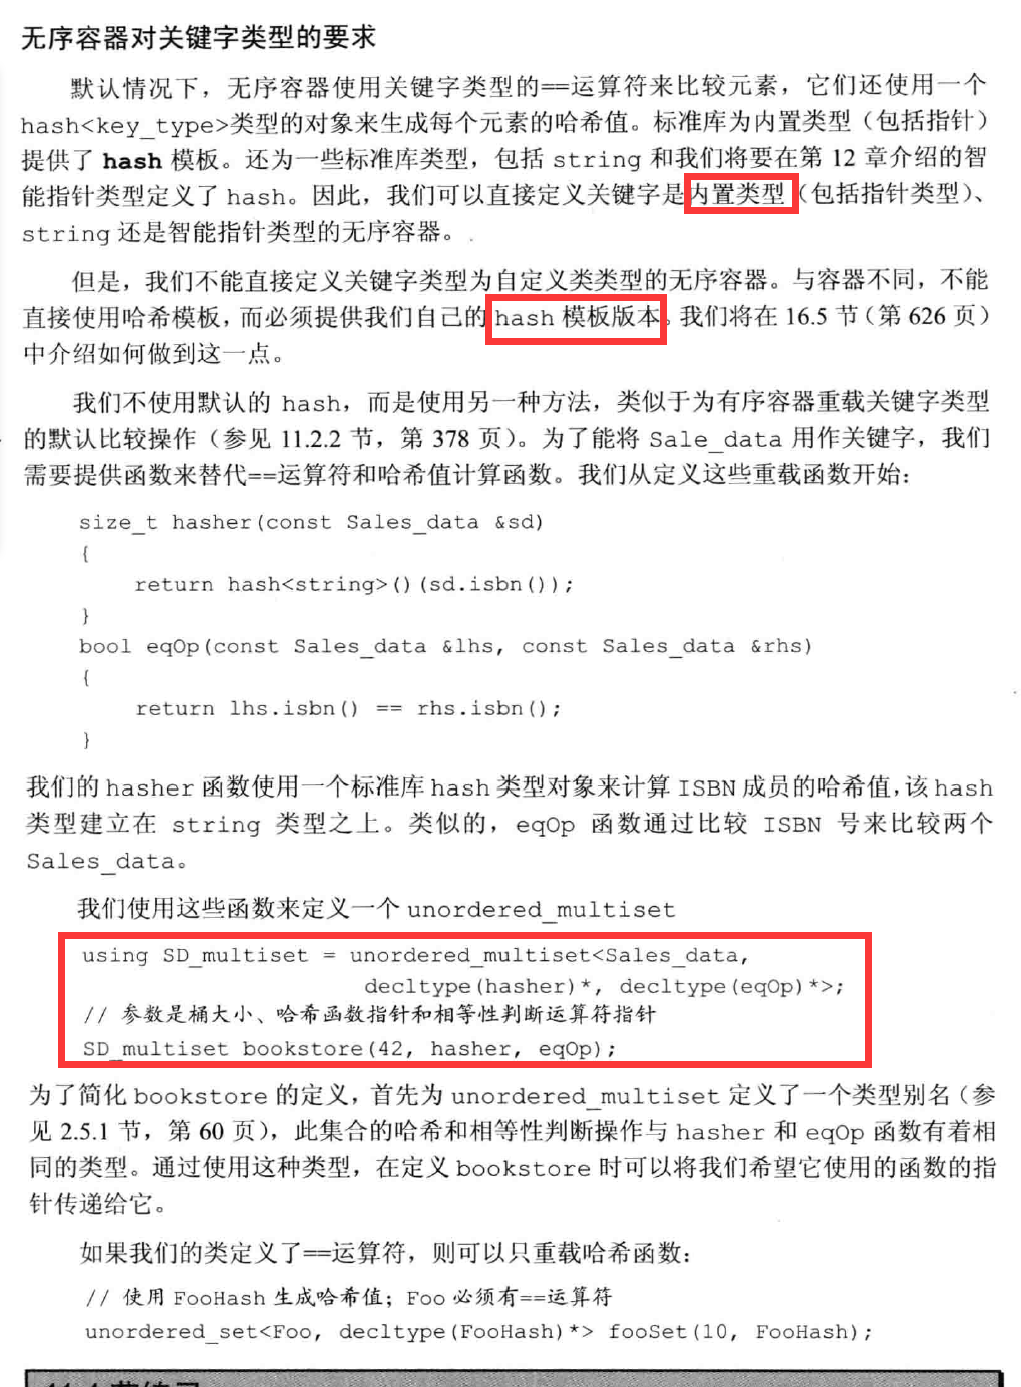 无序容器对关键字类型的要求
默认情况下，无序容器使用关键字类型的==运算符来比较元素，它们还使用一个
hash<key_type>类型的对象来生成每个元素的哈希值。标准库为内置类型（包括指针）
提供了 hash 模板。还为一些标准库类型，包括 string 和我们将要在第 12 章介绍的智
能指针类型定义了 hash。因此，我们可以直接定义关键字是内置类型（包括指针类型）、
string 还是智能指针类型的无序容器。
但是，我们不能直接定义关键字类型为自定义类类型的无序容器。与容器不同，不能
直接使用哈希模板，而必须提供我们自己的 hash 模板版本。我们将在 16.5 节（第 626 页）
中介绍如何做到这一点。
我们不使用默认的 hash，而是使用另一种方法，类似于为有序容器重载关键字类型
的默认比较操作（参见 11.2.2 节，第 378 页）。为了能将 Sale_data 用作关键字，我们
需要提供函数来替代==运算符和哈希值计算函数。我们从定义这些重载函数开始：
size_t hasher(const Sales_data &sd)
{
return hash<string>()(sd.isbn());
}
bool eqOp(const Sales_data &lhs, const Sales_data &rhs)
{
return lhs.isbn() == rhs.isbn();
}
我们的 hasher 函数使用一个标准库 hash 类型对象来计算 ISBN 成员的哈希值，该 hash
类型建立在 string 类型之上。类似的，eqOp 函数通过比较 ISBN 号来比较两个
Sales_data。
我们使用这些函数来定义一个 unordered_multiset
using SD_multiset = unordered_multiset<Sales_data,
decltype(hasher)*, decltype(eqOp)*>;
// 参数是桶大小、哈希函数指针和相等性判断运算符指针
SD_multiset bookstore(42, hasher, eqOp);
为了简化 bookstore 的定义，首先为 unordered_multiset 定义了一个类型别名（参
见 2.5.1 节，第 60 页），此集合的哈希和相等性判断操作与 hasher 和 eqOp 函数有着相
同的类型。通过使用这种类型，在定义 bookstore 时可以将我们希望它使用的函数的指
针传递给它。
如果我们的类定义了==运算符，则可以只重载哈希函数：
// 使用 FooHash 生成哈希值；Foo 必须有==运算符
unordered_set<Foo, decltype(FooHash)*> fooSet(10, FooHash);